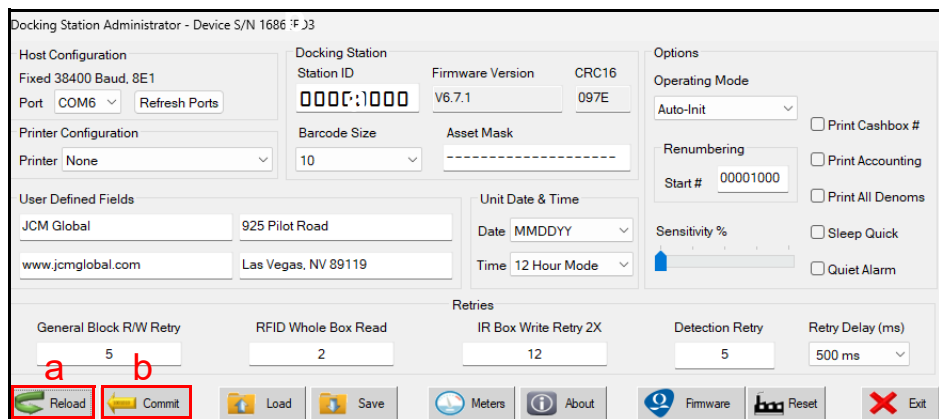 Docking Station Administrator - Device S/N
Host Configuration
Fixed 38400 Baud, 8E1
Port COM6 Refresh Ports
Printer Configuration
Printer None
Docking Station
Station ID Firmware Version CRC16
V6.7.1 097E
Barcode Size Asset Mask
10 -------------------
Options
Operating Mode
Auto-Init
Renumbering
Start # 00001000
Sensitivity %
Print Cashbox #
Print Accounting
Print All Denoms
Sleep Quick
Quiet Alarm
User Defined Fields
JCM Global 925 Pilot Road
www.jcmglobal.com Las Vegas, NV 89119
Unit Date & Time
Date MMDDYY
Time 12 Hour Mode
Retries
General Block R/W Retry RFID Whole Box Read IR Box Write Retry 2X Detection Retry Retry Delay (ms)
5 2 12 5 500 ms
a b
Reload Commit Load Save Meters About Firmware Reset Exit